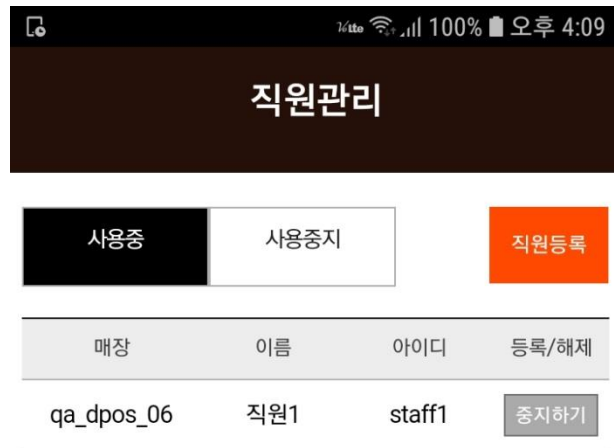 100% 오후 4:09
직원관리
사용중 사용중지 직원등록
매장 이름 아이디 등록/해제
qa_dpos_06 직원1 staff1 중지하기